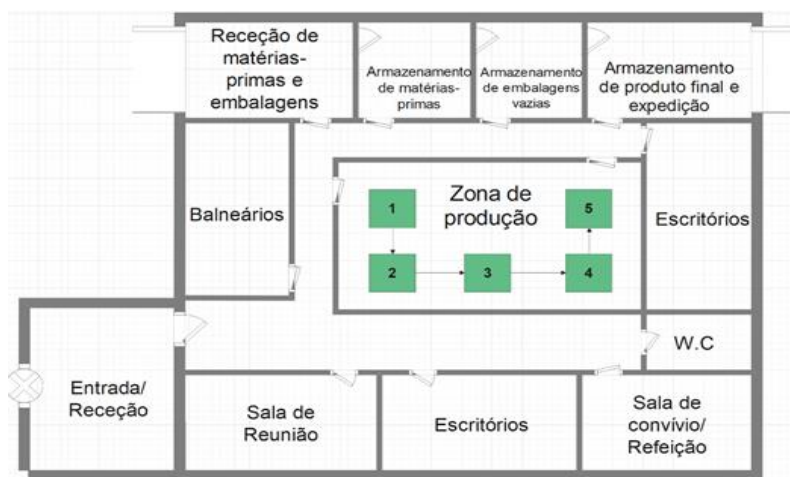 Receção de
matérias-
primas e
embalagens
Armazenamento
de matérias-
primas
Armazenamento
de embalagens
vazias
Armazenamento
de produto final e
expedição
Balneários
Zona de
produção
1
5
2
3
4
Escritórios
W.C
Entrada/
Receção
Sala de
Reunião
Escritórios
Sala de
convívio/
Refeição